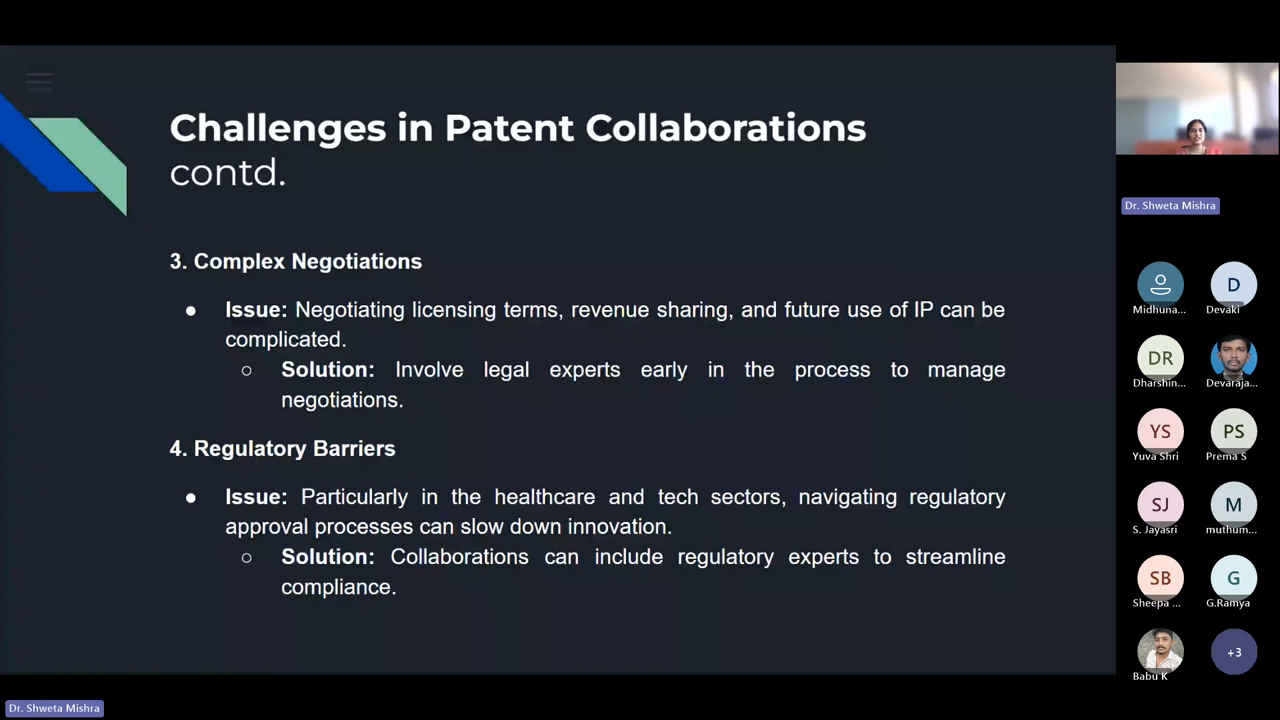 Challenges in Patent Collaborations
contd.
3. Complex Negotiations
● Issue: Negotiating licensing terms, revenue sharing, and future use of IP can be
complicated.
○ Solution: Involve legal experts early in the process to manage
negotiations.
4. Regulatory Barriers
● Issue: Particularly in the healthcare and tech sectors, navigating regulatory
approval processes can slow down innovation.
○ Solution: Collaborations can include regulatory experts to streamline
compliance.
Dr. Shweta Mishra
Midhuna...
D
Devaki
DR
Dharshin...
Devaraja...
YS
Yuva Shri
PS
Prema S
SJ
S. Jayasri
M
muthum...
SB
Sheepa ...
G
G.Ramya
Babu K
+3
Dr. Shweta Mishra